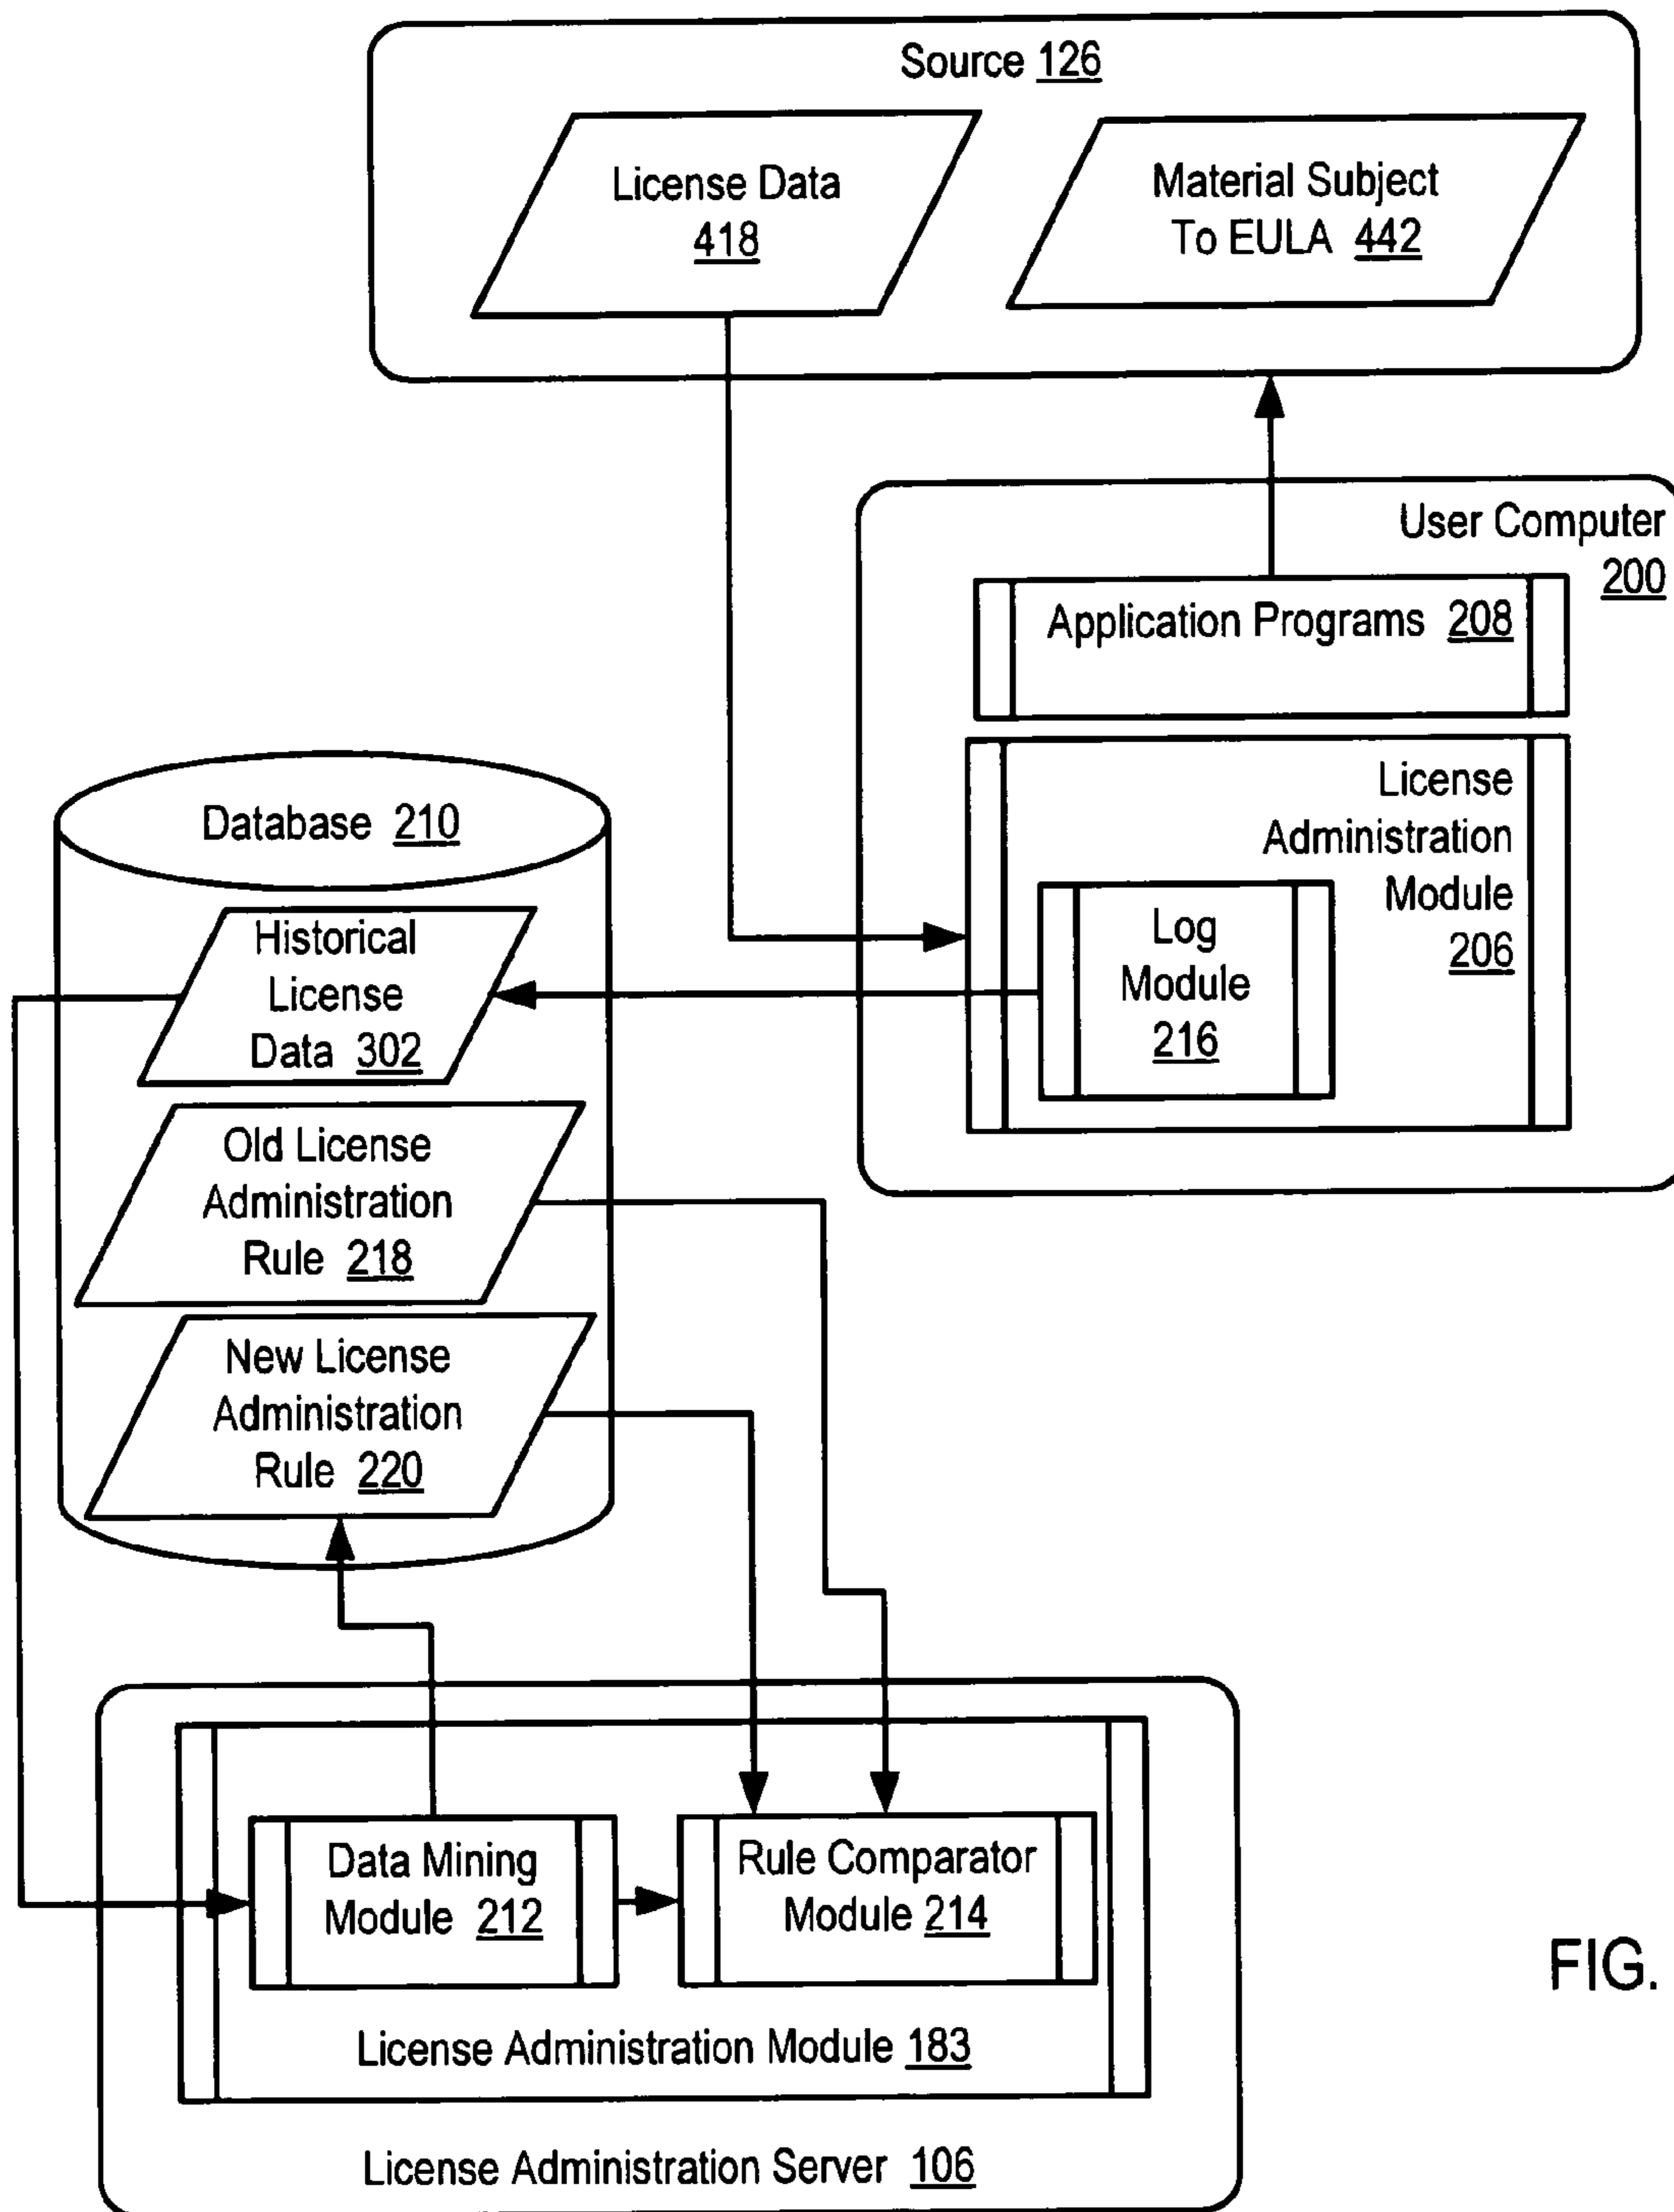 Source 126
License Data
418
Material Subject
To EULA 442
User Computer
200
Application Programs 208
License
Administration
Module
206
Log
Module
216
Database 210
Historical
License
Data 302
Old License
Administration
Rule 218
New License
Administration
Rule 220
Data Mining
Module 212
Rule Comparator
Module 214
License Administration Module 183
License Administration Server 106
FIG.